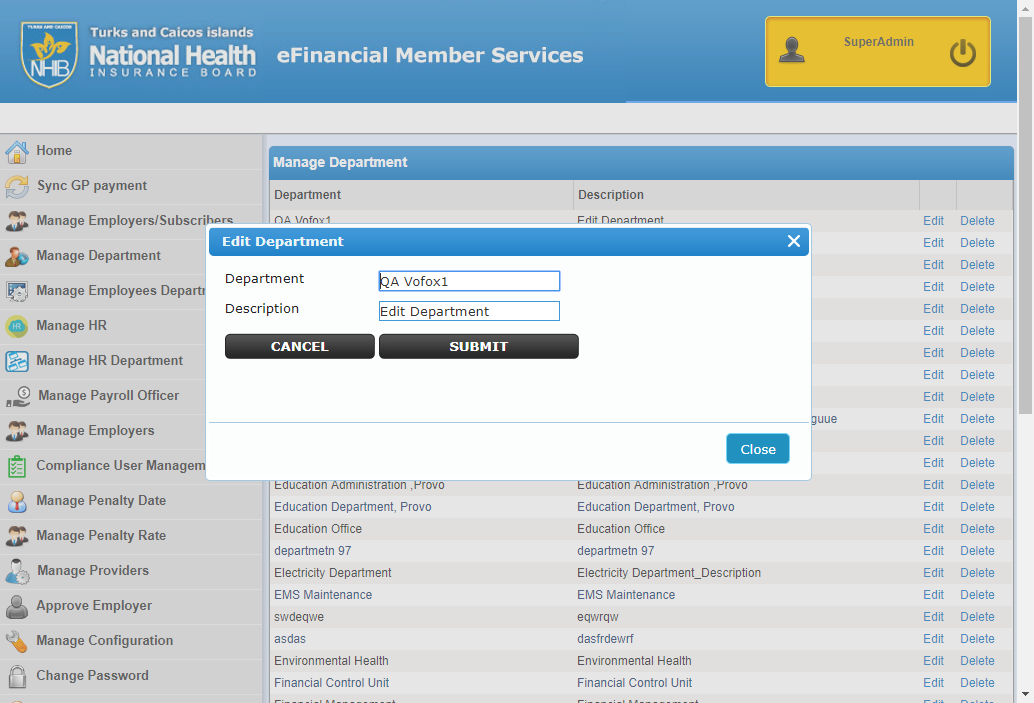 TURKS AND CAICOS
NHIB
Turks and Caicos islands
National Health
INSURANCE BOARD
eFinancial Member Services
SuperAdmin
Home
Sync GP payment
Manage Employers/Subscribers
Manage Department
Manage Employees Departr
Manage HR
Manage HR Department
Manage Payroll Officer
Manage Employers
Compliance User Managem
Manage Penalty Date
Manage Penalty Rate
Manage Providers
Approve Employer
Manage Configuration
Change Password
Manage Department
Department Description
QA Vofox1 Edit Department Edit Delete
Edit Delete
Edit Delete
Edit Delete
Edit Delete
Edit Delete
Edit Delete
Edit Delete
Edit Delete
guue Edit Delete
Edit Delete
Edit Delete
Education Administration ,Provo Education Administration ,Provo Edit Delete
Education Department, Provo Education Department, Provo Edit Delete
Education Office Education Office Edit Delete
departmetn 97 departmetn 97 Edit Delete
Electricity Department Electricity Department_Description Edit Delete
EMS Maintenance EMS Maintenance Edit Delete
swdeqwe eqwrqw Edit Delete
asdas dasfrdewrf Edit Delete
Environmental Health Environmental Health Edit Delete
Financial Control Unit Financial Control Unit Edit Delete
Financial Management Financial Management Edit Delete
Edit Department
Department QA Vofox1
Description Edit Department
CANCEL SUBMIT
Close